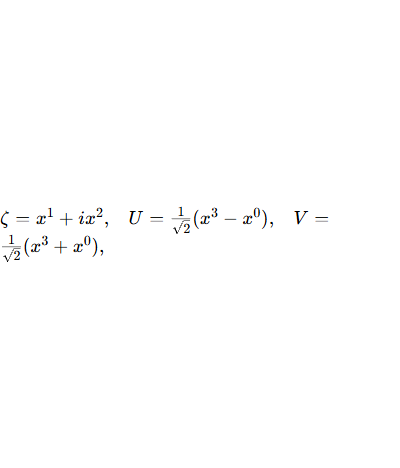 ζ = x¹ + ix², U = 1/√2 (x³ − x⁰), V =
1/√2 (x³ + x⁰),